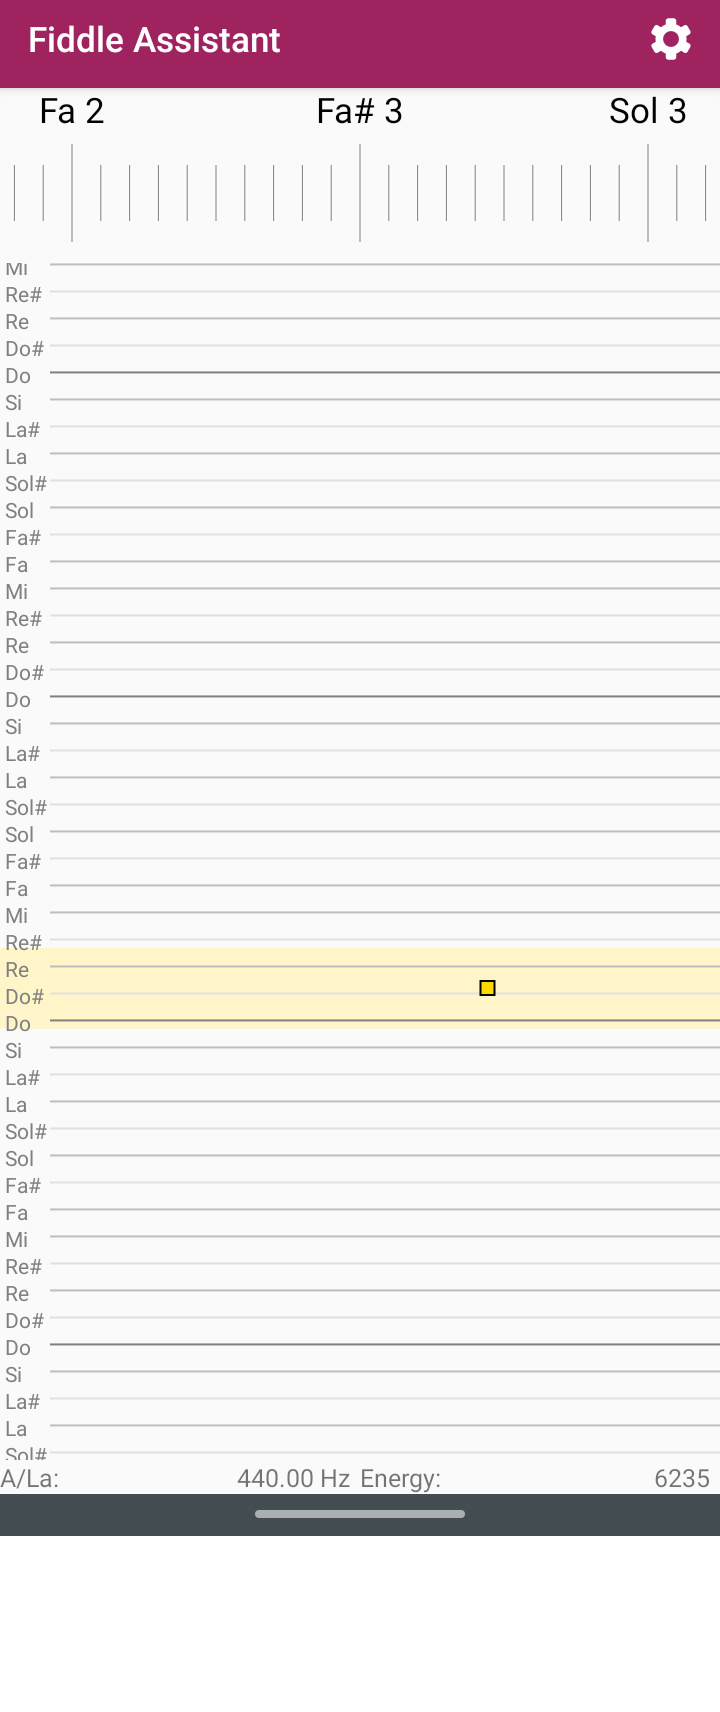 Fiddle Assistant
Fa 2 Fa# 3 Sol 3
Mi
Re#
Re
Do#
Do
Si
La#
La
Sol#
Sol
Fa#
Fa
Mi
Re#
Re
Do#
Do
Si
La#
La
Sol#
Sol
Fa#
Fa
Mi
Re#
Re
Do#
Do
Si
La#
La
Sol#
Sol
Fa#
Fa
Mi
Re#
Re
Do#
Do
Si
La#
La
Sol#
A/La: 440.00 Hz Energy: 6235